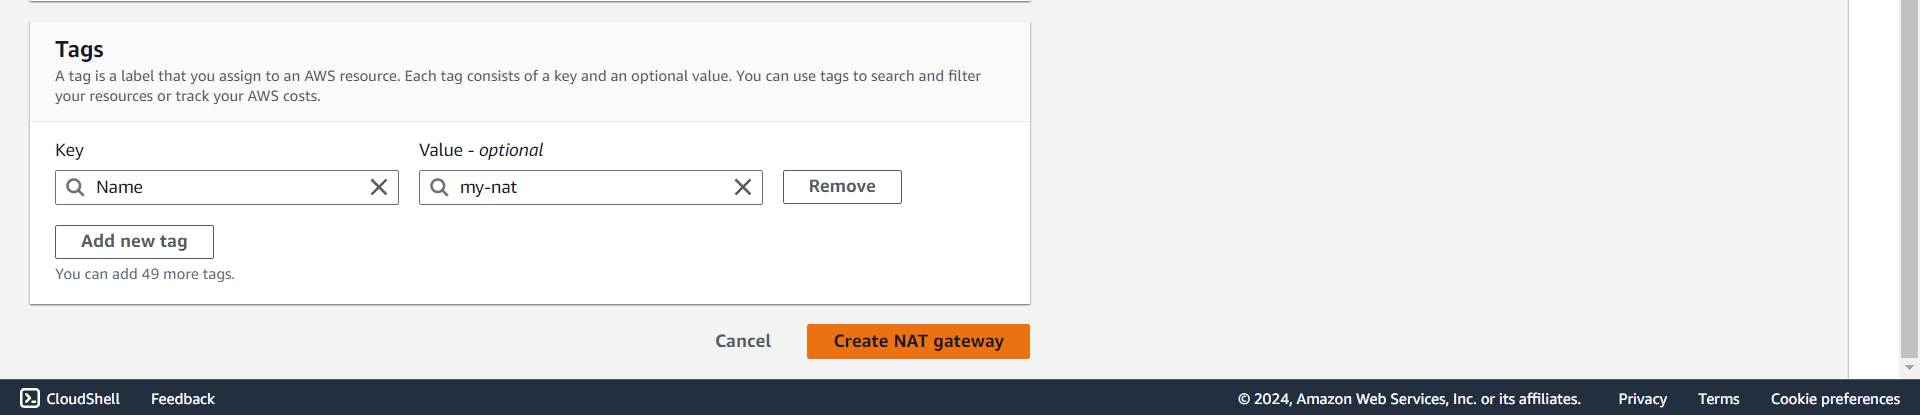 Tags
A tag is a label that you assign to an AWS resource. Each tag consists of a key and an optional value. You can use tags to search and filter
your resources or track your AWS costs.
Key
Value - optional
Name
my-nat
Remove
Add new tag
You can add 49 more tags.
Cancel
Create NAT gateway
CloudShell
Feedback
© 2024, Amazon Web Services, Inc. or its affiliates.
Privacy
Terms
Cookie preferences